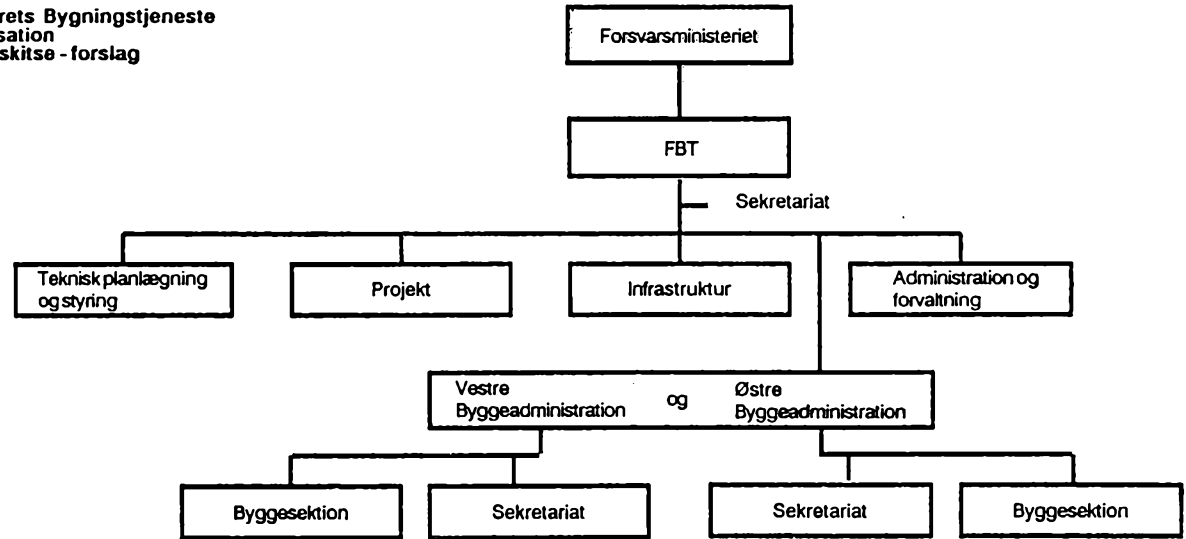 rets Bygningstjeneste
sation
skitse - forslag
Forsvarsministeriet
FBT
Sekretariat
Teknisk planlægning
og styring
Projekt
Infrastruktur
Administration og
forvaltning
Vestre
Byggeadministration
og
Østre
Byggeadministration
Byggesektion
Sekretariat
Sekretariat
Byggesektion